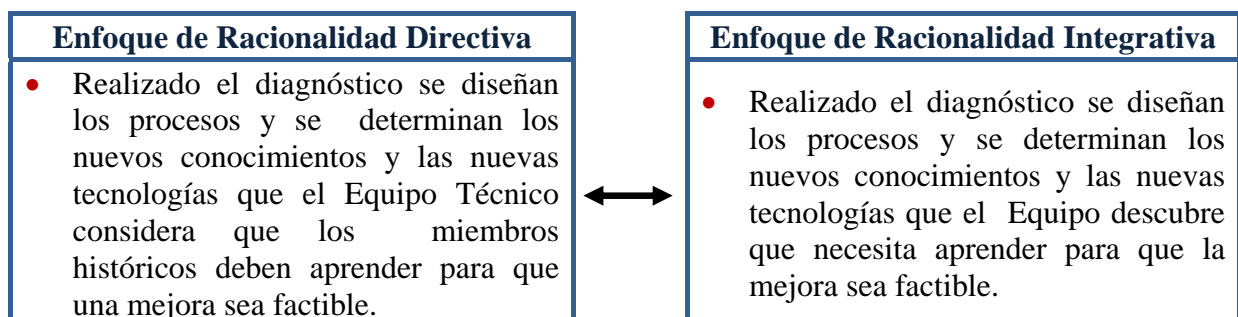 Enfoque de Racionalidad Directiva
• Realizado el diagnóstico se diseñan
los procesos y se determinan los
nuevos conocimientos y las nuevas
tecnologías que el Equipo Técnico
considera que los miembros
históricos deben aprender para que
una mejora sea factible.
Enfoque de Racionalidad Integrativa
• Realizado el diagnóstico se diseñan
los procesos y se determinan los
nuevos conocimientos y las nuevas
tecnologías que el Equipo descubre
que necesita aprender para que la
mejora sea factible.